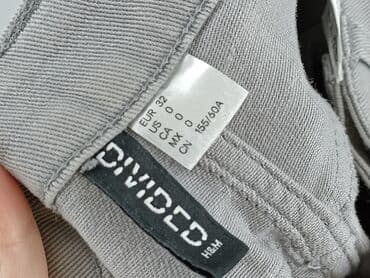 EUR 32
US 0
CA 0
MX 0
CN 155/60A
DIVIDED
H&M